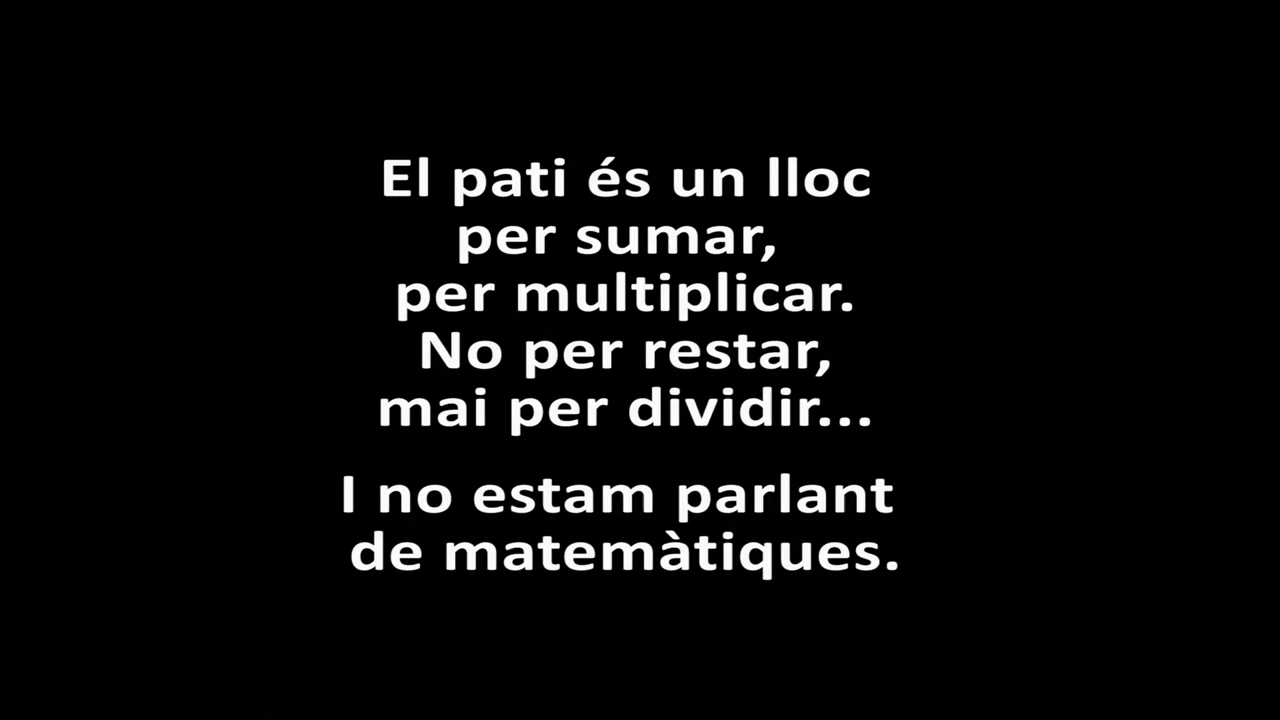 El pati és un lloc
per sumar,
per multiplicar.
No per restar,
mai per dividir...
I no estam parlant
de matemàtiques.